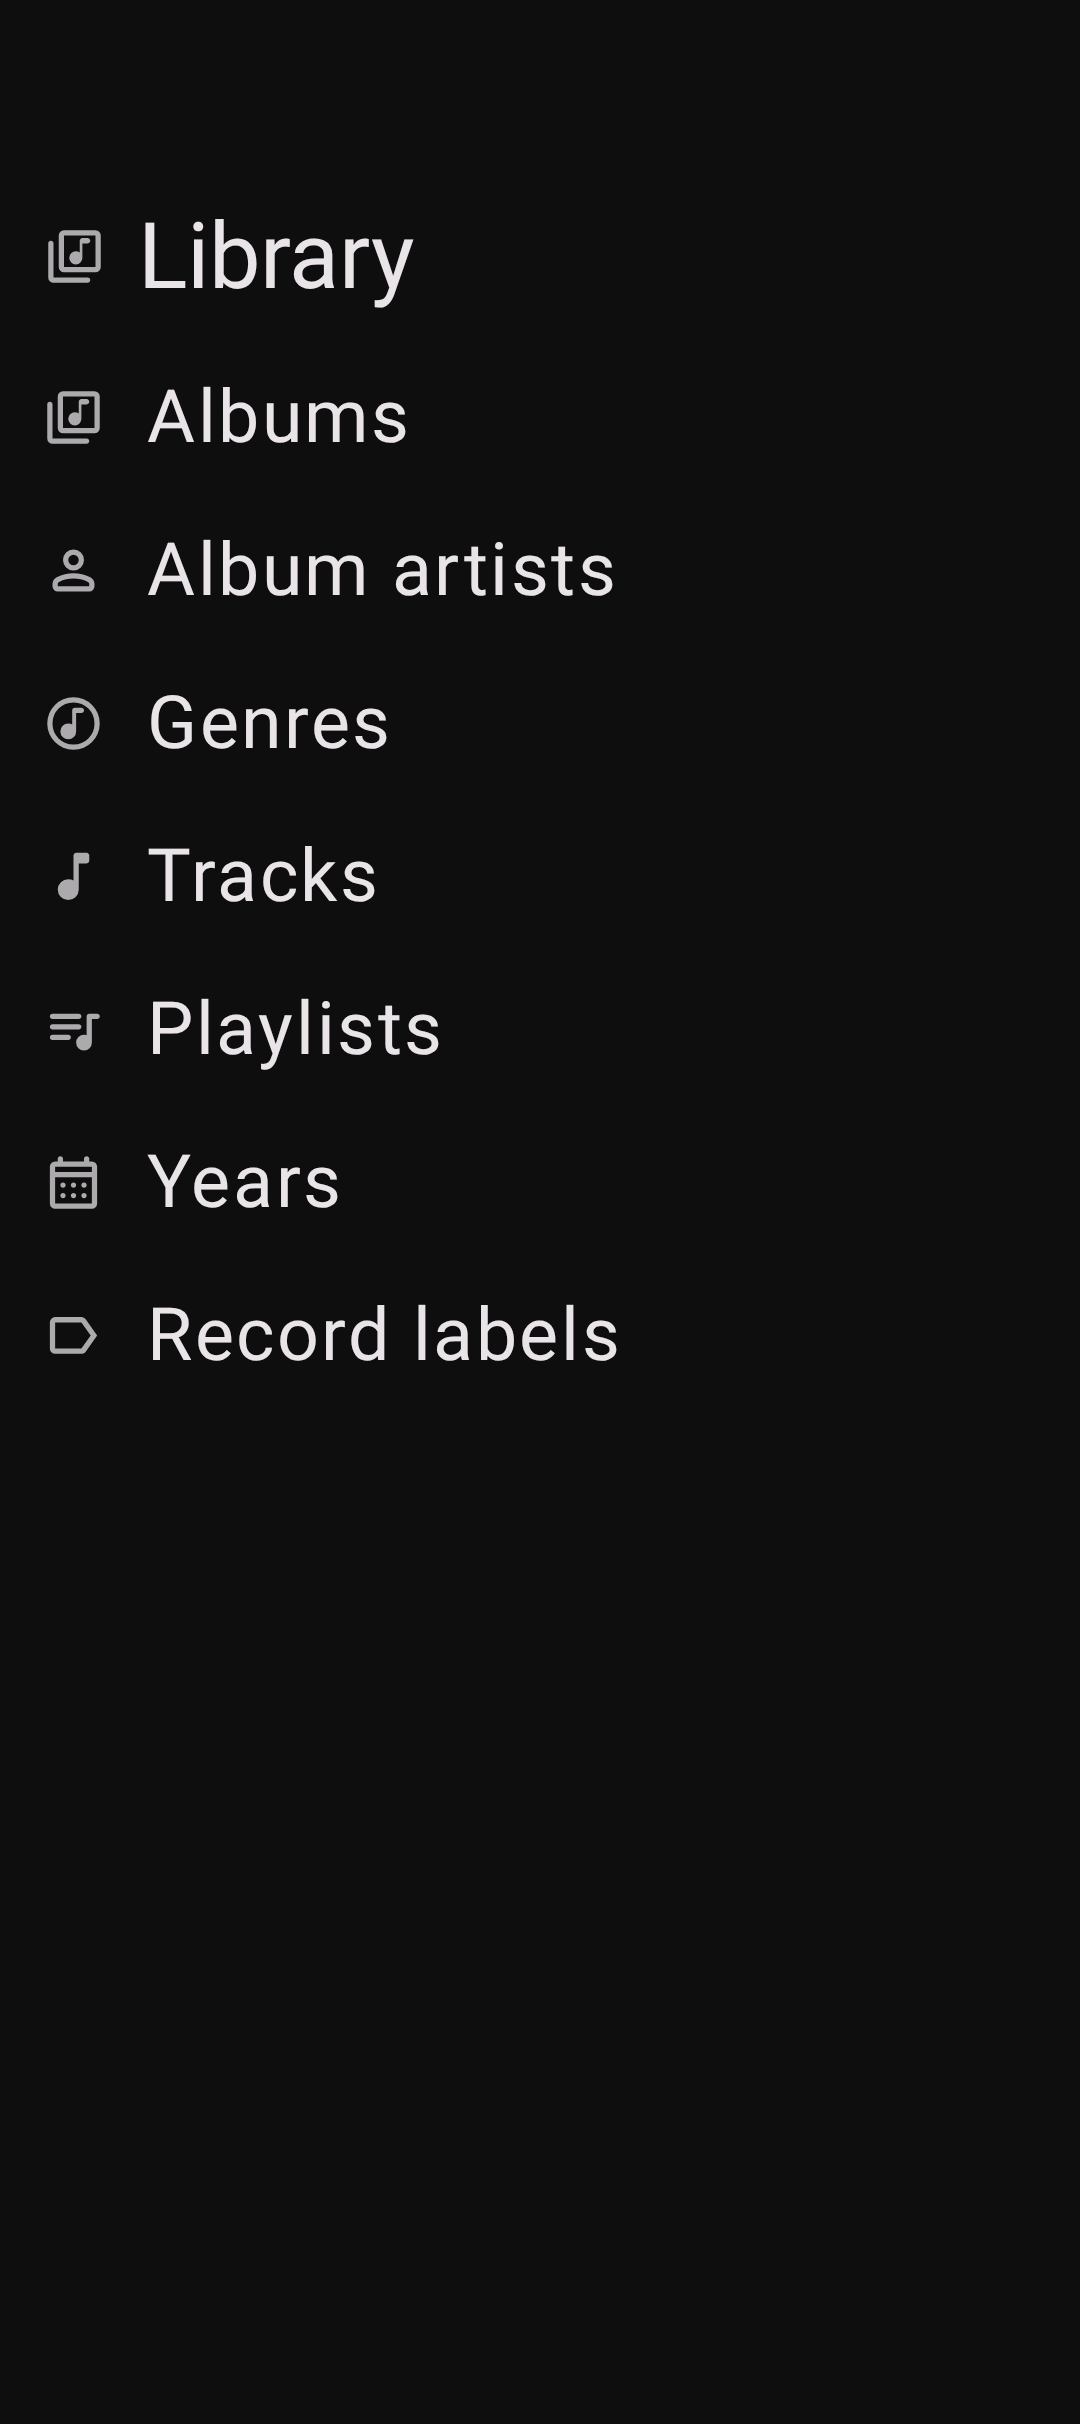 Library
Albums
Album artists
Genres
Tracks
Playlists
Years
Record labels